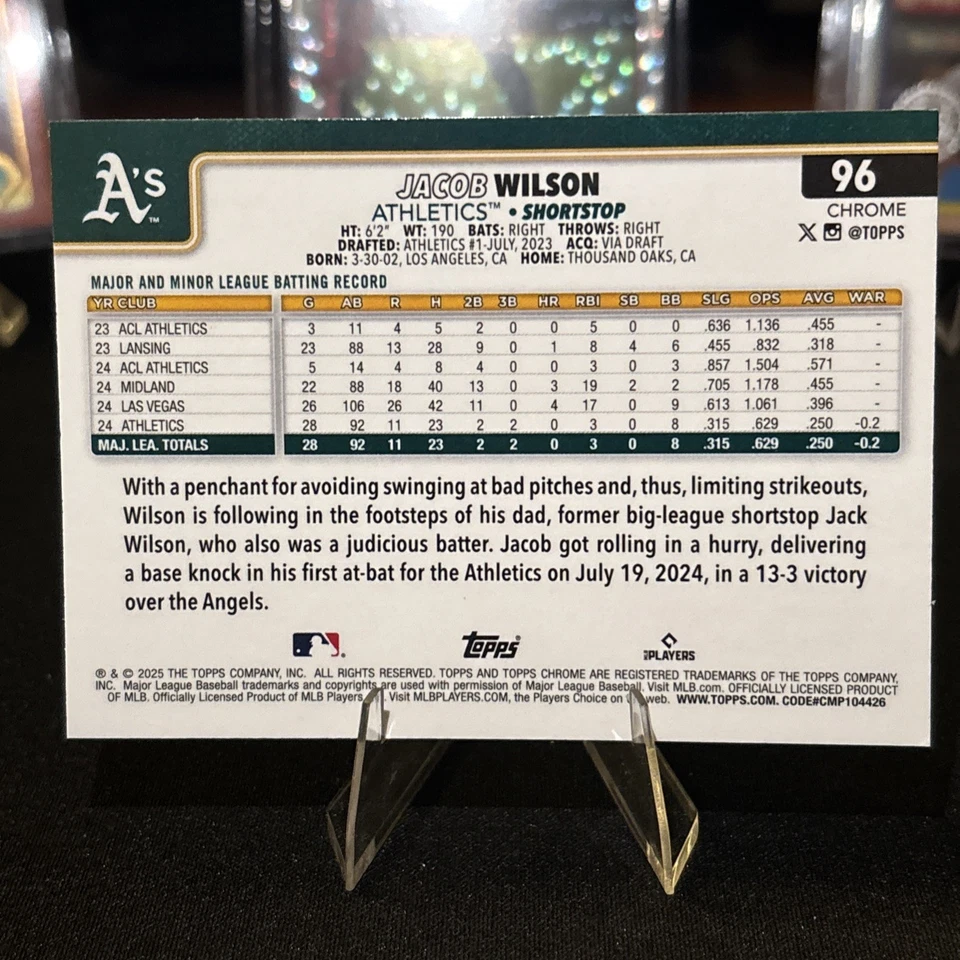 A's™
96
JACOB WILSON
CHROME
ATHLETICS™ • SHORTSTOP
X @TOPPS
HT: 6'2" WT: 190 BATS: RIGHT THROWS: RIGHT
DRAFTED: ATHLETICS #1-JULY, 2023 ACQ: VIA DRAFT
BORN: 3-30-02, LOS ANGELES, CA HOME: THOUSAND OAKS, CA
MAJOR AND MINOR LEAGUE BATTING RECORD
YR CLUB G AB R H 2B 3B HR RBI SB BB SLG OPS AVG WAR
23 ACL ATHLETICS 3 11 4 5 2 0 0 5 0 0 .636 1.136 .455 -
23 LANSING 23 88 13 28 9 0 1 8 4 6 .455 .832 .318 -
24 ACL ATHLETICS 5 14 4 8 4 0 0 3 0 3 .857 1.504 .571 -
24 MIDLAND 22 88 18 40 13 0 3 19 2 2 .705 1.178 .455 -
24 LAS VEGAS 26 106 26 42 11 0 4 17 0 9 .613 1.061 .396 -
24 ATHLETICS 28 92 11 23 2 2 0 3 0 8 .315 .629 .250 -0.2
MAJ. LEA. TOTALS 28 92 11 23 2 2 0 3 0 8 .315 .629 .250 -0.2
With a penchant for avoiding swinging at bad pitches and, thus, limiting strikeouts,
Wilson is following in the footsteps of his dad, former big-league shortstop Jack
Wilson, who also was a judicious batter. Jacob got rolling in a hurry, delivering
a base knock in his first at-bat for the Athletics on July 19, 2024, in a 13-3 victory
over the Angels.
Topps® PLAYERS
® & © 2025 THE TOPPS COMPANY, INC. ALL RIGHTS RESERVED. TOPPS AND TOPPS CHROME ARE REGISTERED TRADEMARKS OF THE TOPPS COMPANY,
INC. Major League Baseball trademarks and copyrights are used with permission of Major League Baseball. Visit MLB.com. OFFICIALLY LICENSED PRODUCT
OF MLB. Officially Licensed Product of MLB Players, Visit MLBPLAYERS.COM, the Players Choice on web. WWW.TOPPS.COM. CODE#CMP104426